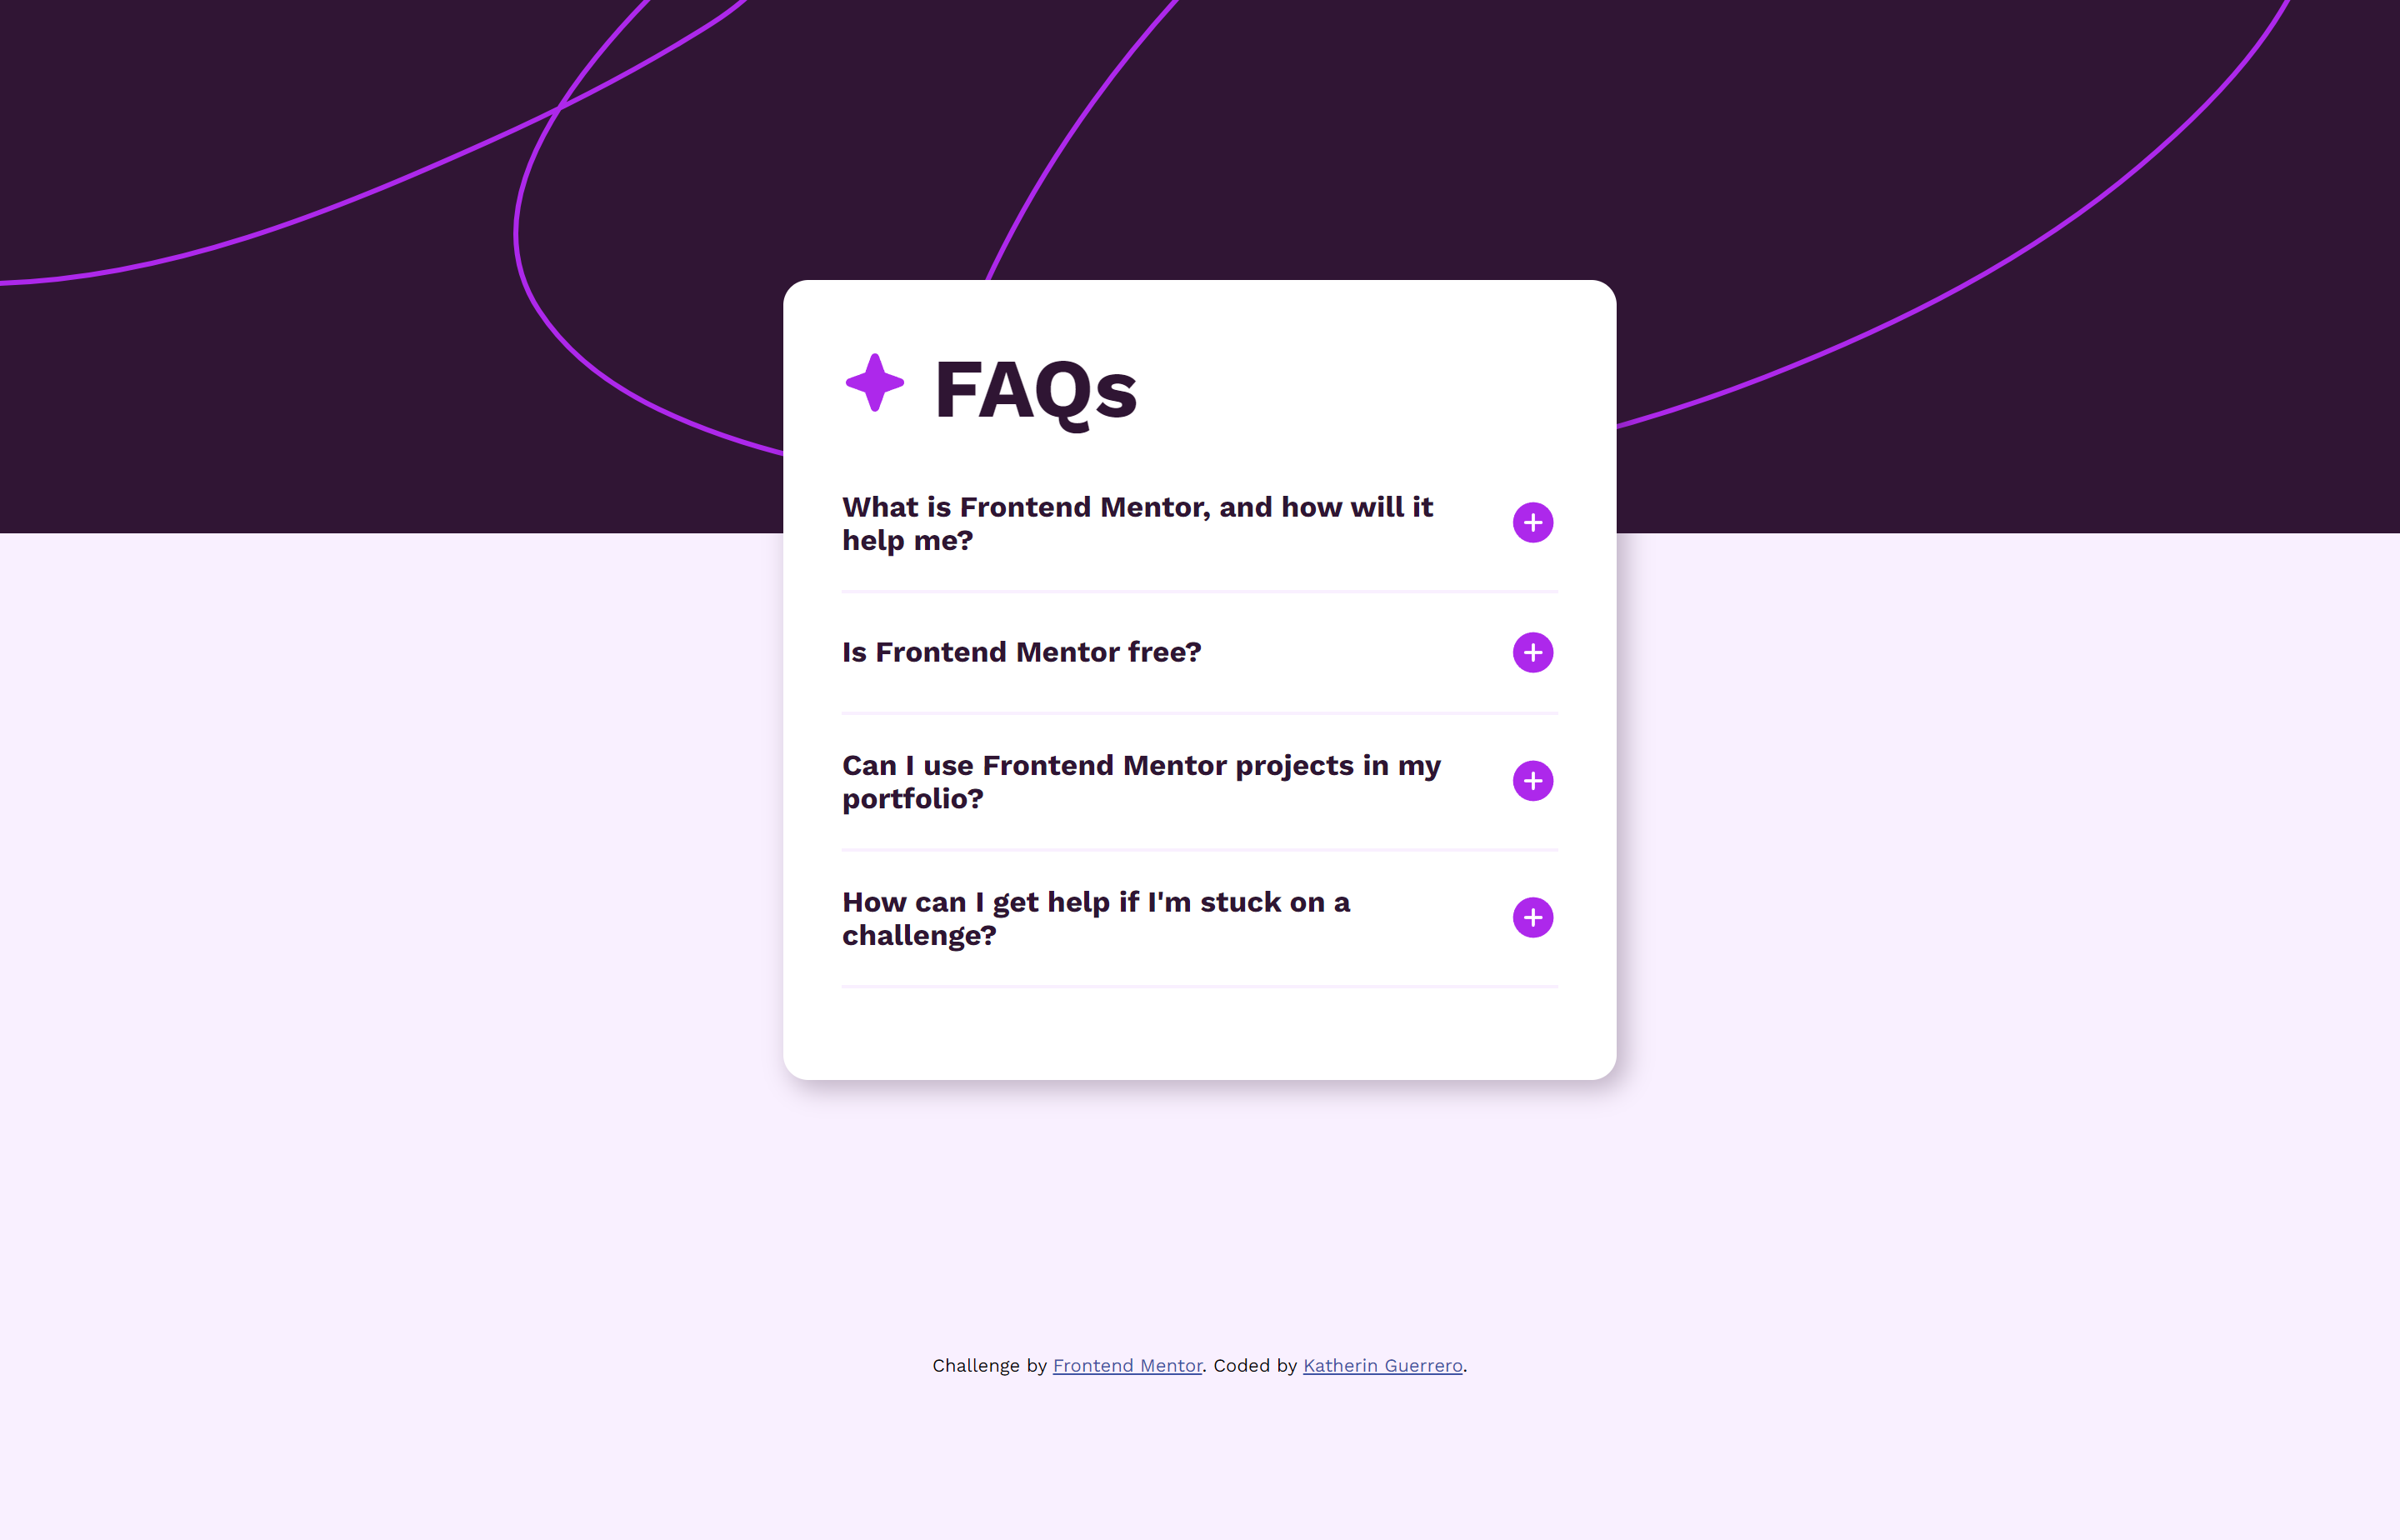 FAQs
What is Frontend Mentor, and how will it
help me?
Is Frontend Mentor free?
Can I use Frontend Mentor projects in my
portfolio?
How can I get help if I'm stuck on a
challenge?
Challenge by Frontend Mentor. Coded by Katherin Guerrero.